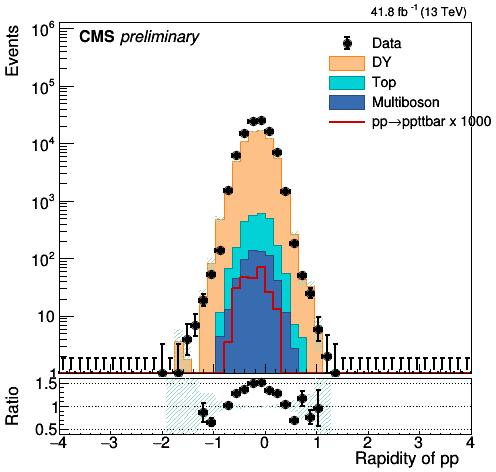 41.8 fb⁻¹ (13 TeV)
CMS preliminary
Events
10⁶
10⁵
10⁴
10³
10²
10
1
Data
DY
Top
Multiboson
pp→ppttbar x 1000
Ratio
1.5
1
0.5
−4 −3 −2 −1 0 1 2 3 4
Rapidity of pp